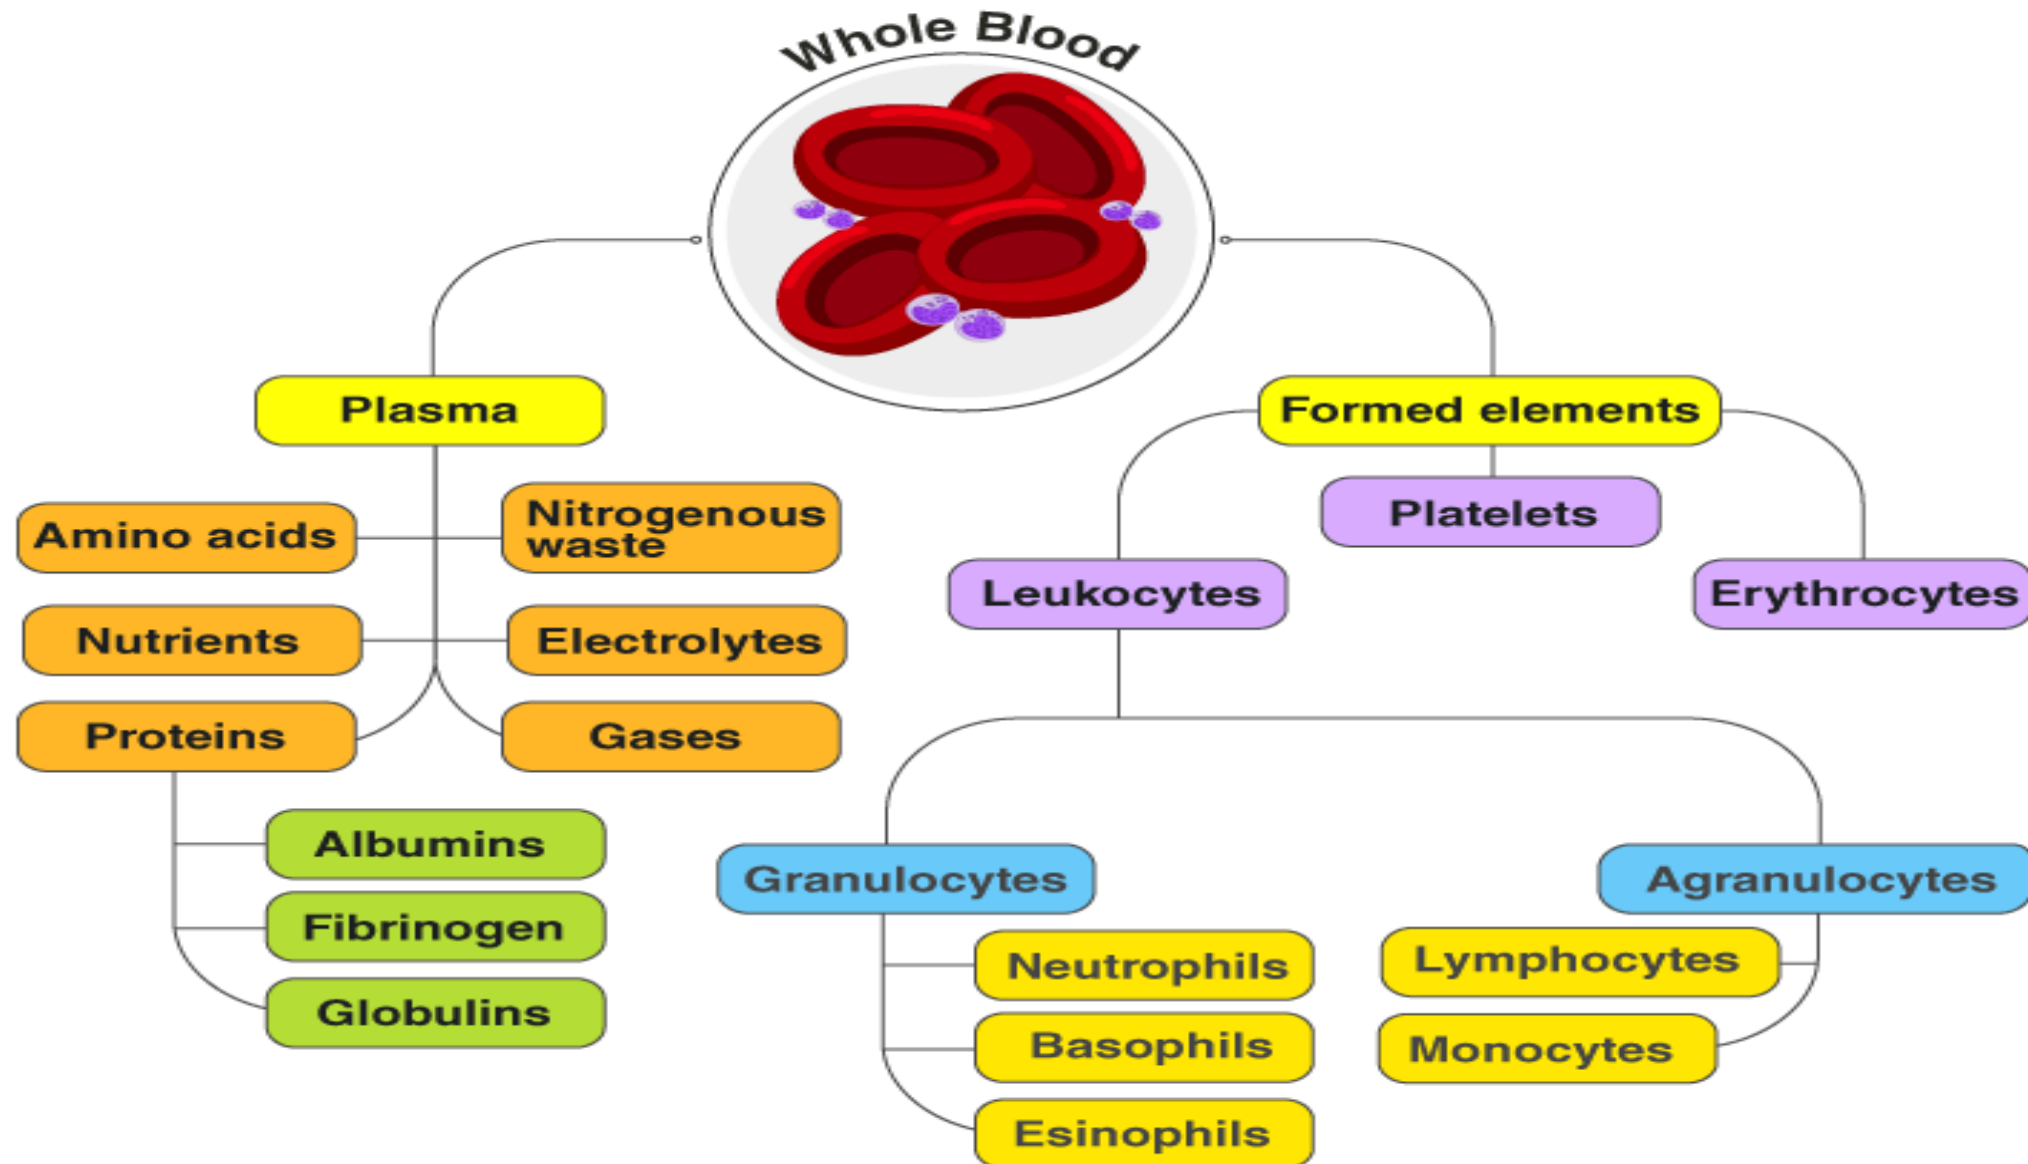 Whole Blood
Plasma
Formed elements
Platelets
Amino acids
Nitrogenous
waste
Leukocytes
Erythrocytes
Nutrients
Electrolytes
Proteins
Gases
Albumins
Fibrinogen
Globulins
Granulocytes
Agranulocytes
Neutrophils
Basophils
Esinophils
Lymphocytes
Monocytes